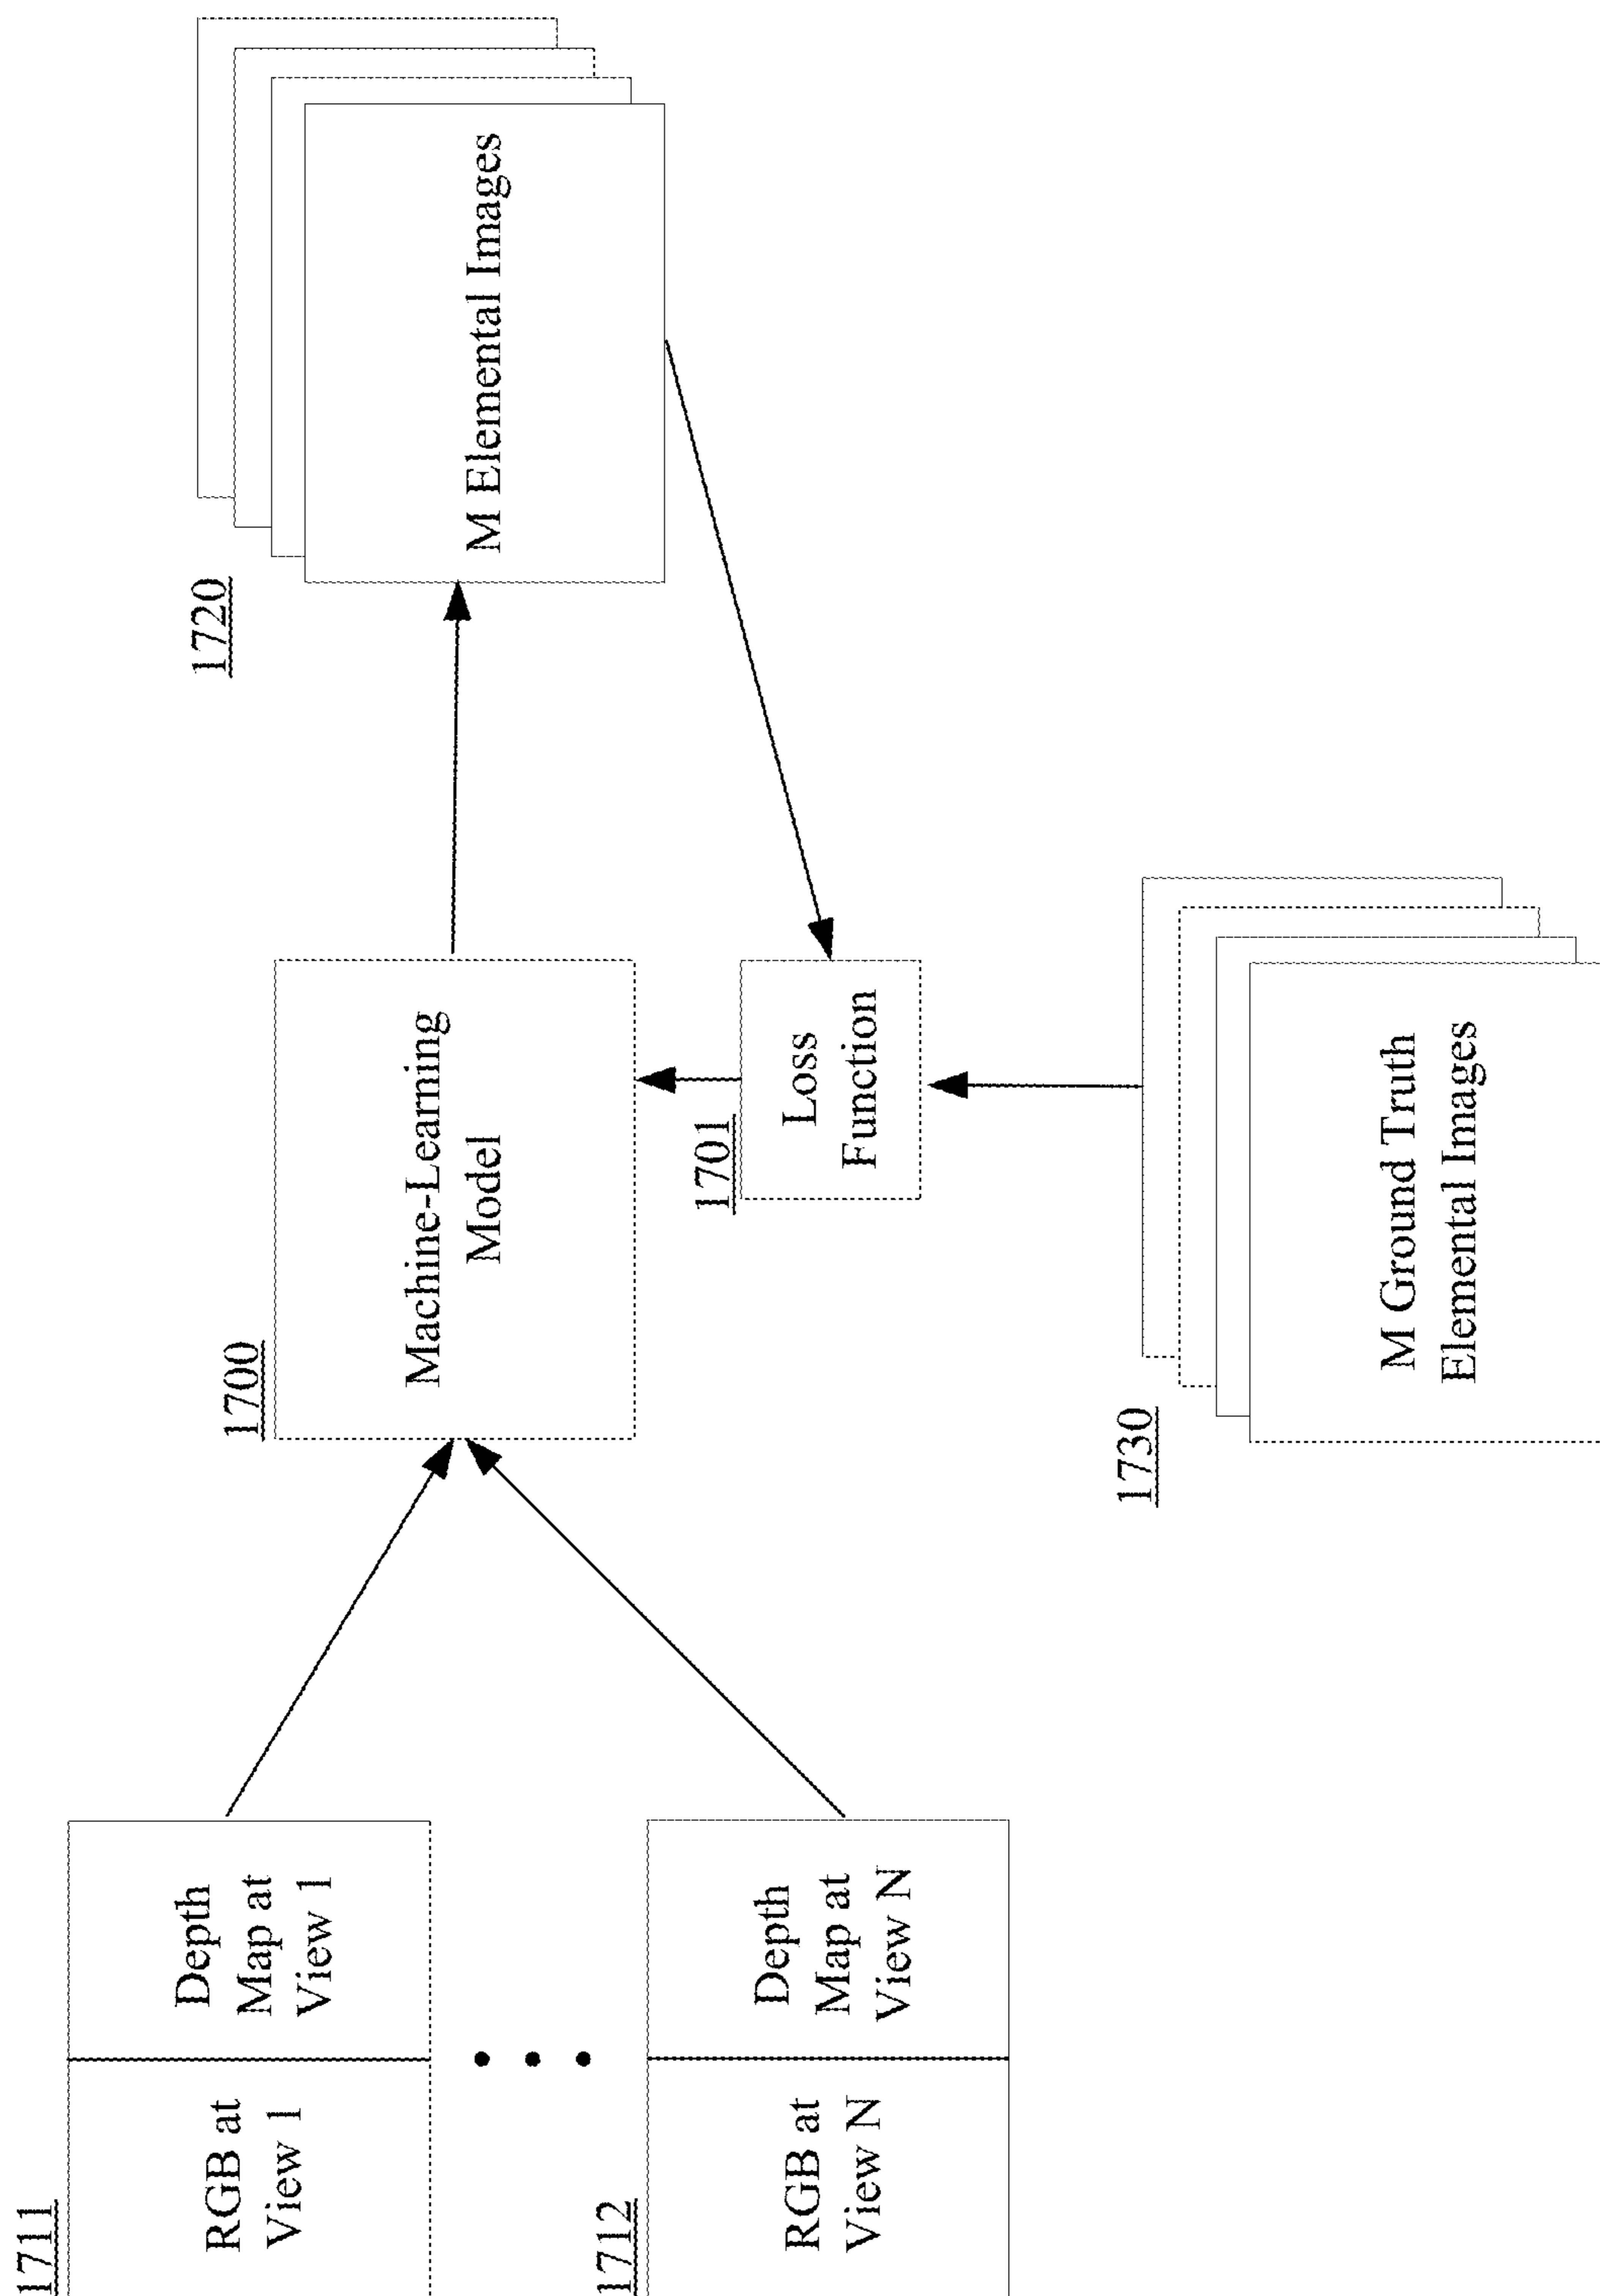 1711
RGB at
View 1
Depth
Map at
View 1
1712
RGB at
View N
Depth
Map at
View N
1700
Machine-Learning
Model
1701
Loss
Function
1720
M Elemental Images
1730
M Ground Truth
Elemental Images